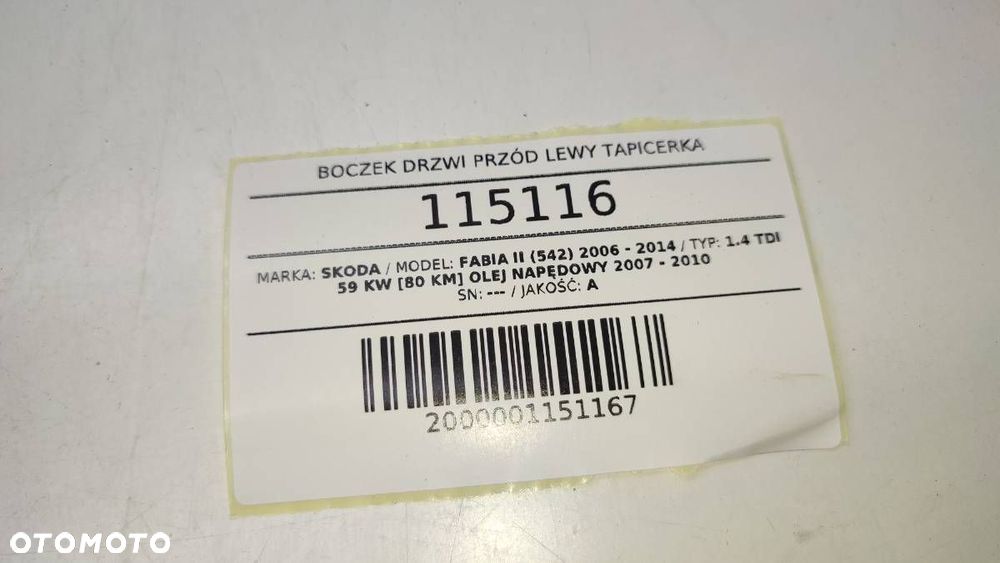 BOCZEK DRZWI PRZÓD LEWY TAPICERKA
115116
MARKA: SKODA / MODEL: FABIA II (542) 2006 - 2014 / TYP: 1.4 TDI
59 KW [80 KM] OLEJ NAPĘDOWY 2007 - 2010
SN: --- / JAKOŚĆ: A
2000001151167
OTOMOTO